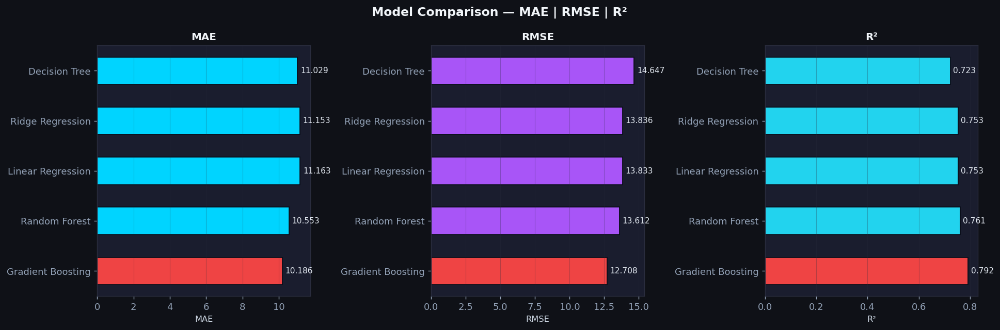 Model Comparison — MAE | RMSE | R²
MAE
Decision Tree
11.029
Ridge Regression
11.153
Linear Regression
11.163
Random Forest
10.553
Gradient Boosting
10.186
0 2 4 6 8 10
MAE
RMSE
Decision Tree
14.647
Ridge Regression
13.836
Linear Regression
13.833
Random Forest
13.612
Gradient Boosting
12.708
0.0 2.5 5.0 7.5 10.0 12.5 15.0
RMSE
R²
Decision Tree
0.723
Ridge Regression
0.753
Linear Regression
0.753
Random Forest
0.761
Gradient Boosting
0.792
0.0 0.2 0.4 0.6 0.8
R²